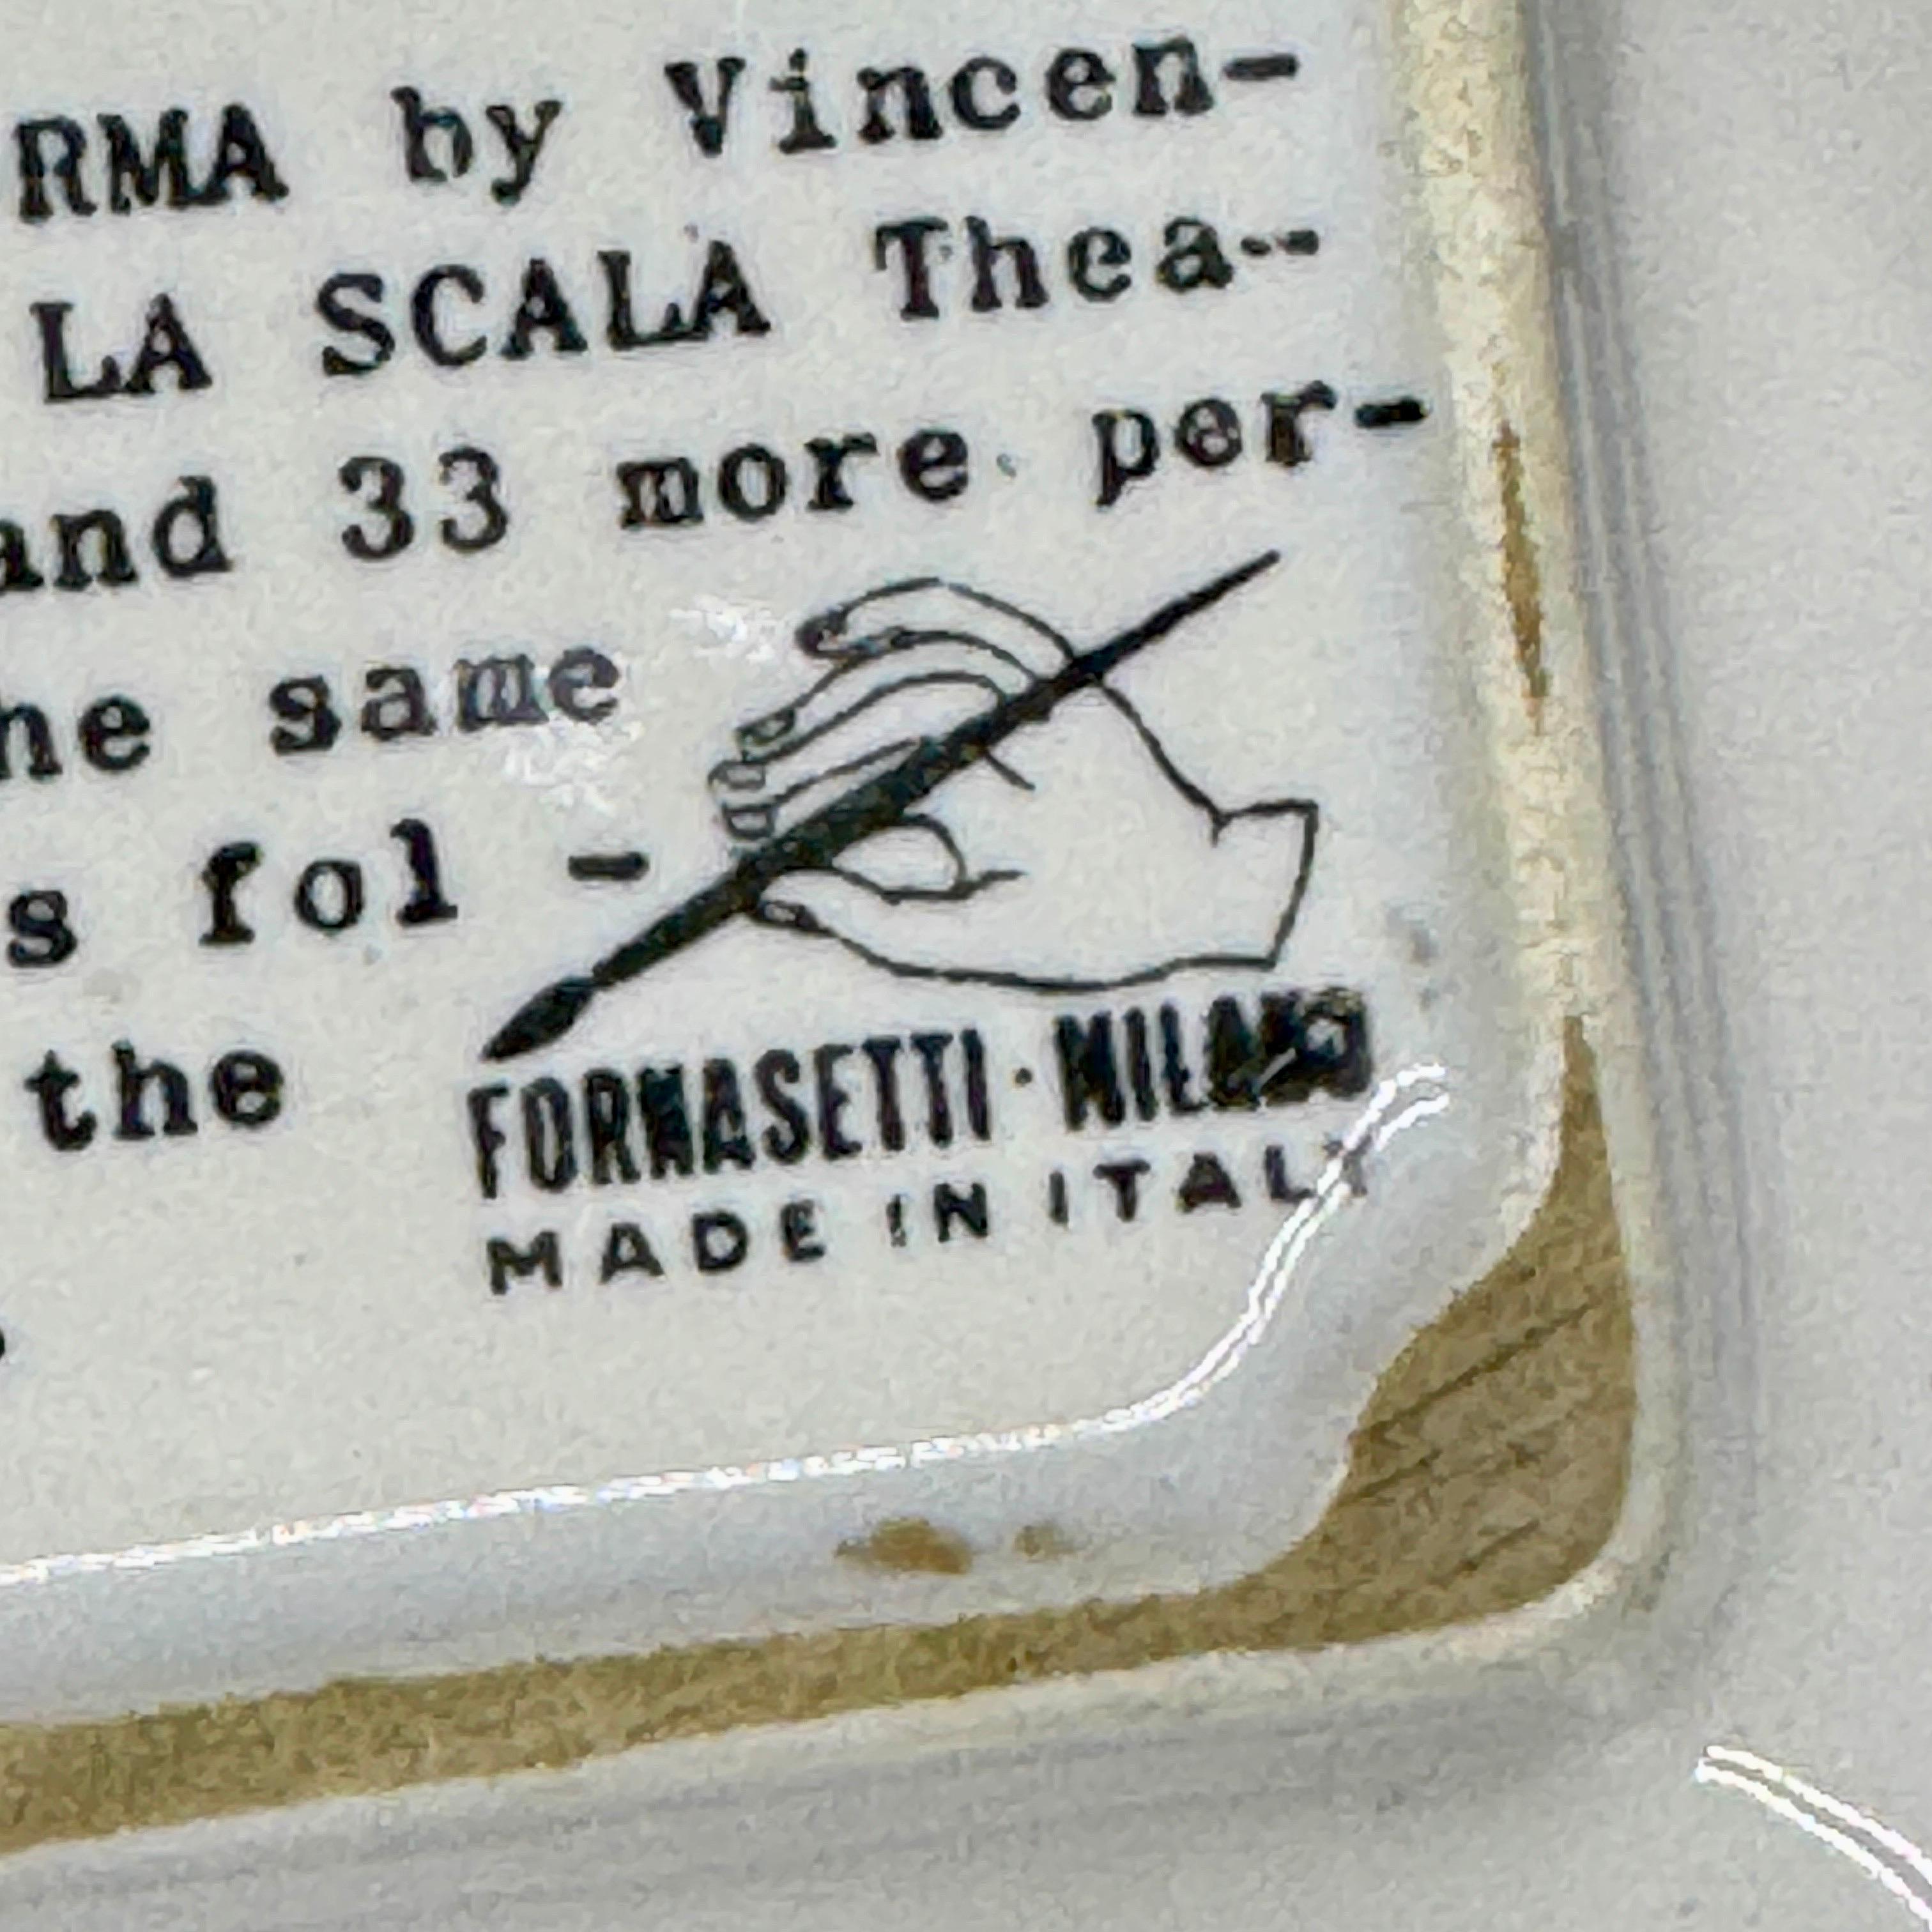 RMA by Vincen-
LA SCALA Thea--
and 33 more per-
he same
s fol -
the
FORNASETTI · MILANO
MADE IN ITALY